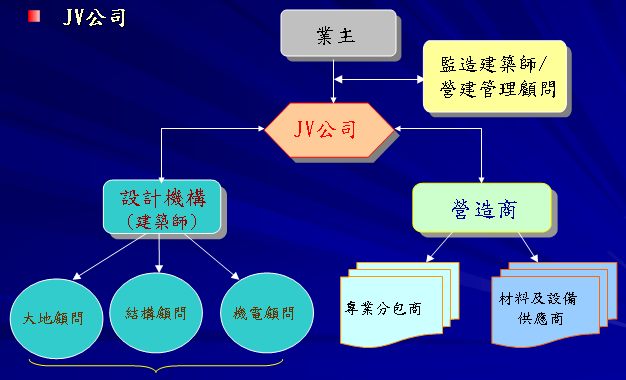 JV公司
業主
監造建築師/
營建管理顧問
JV公司
設計機構
(建築師)
營造商
大地顧問
結構顧問
機電顧問
專業分包商
材料及設備
供應商